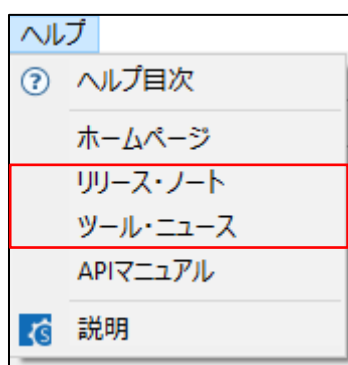 ヘルプ
ヘルプ目次
ホームページ
リリース・ノート
ツール・ニュース
APIマニュアル
説明